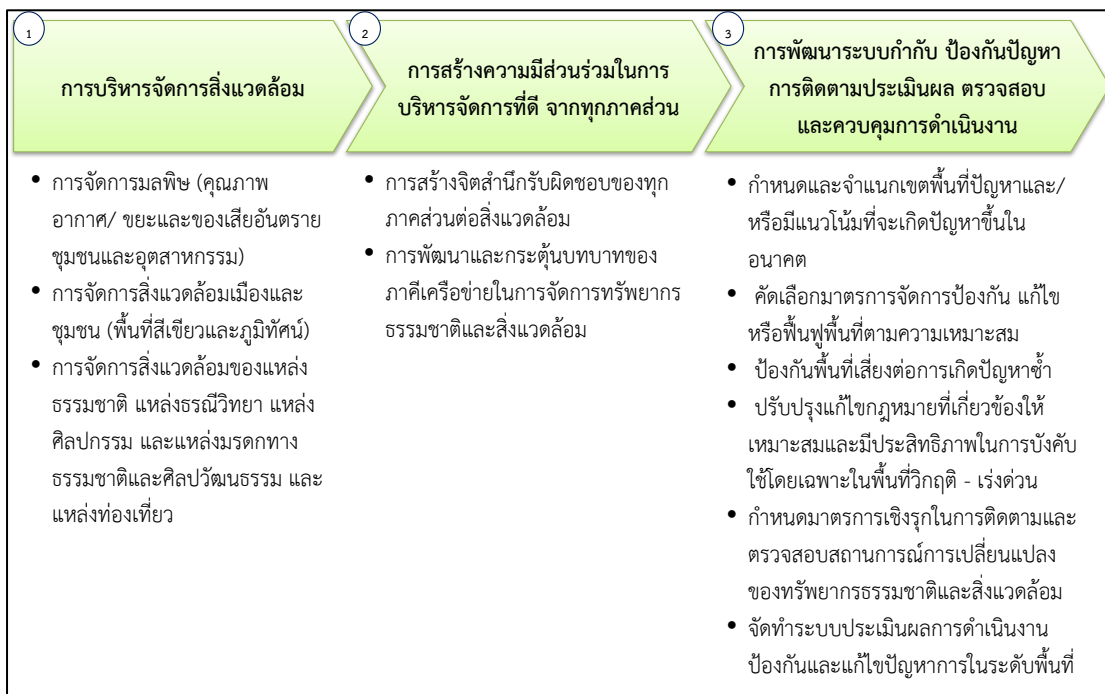 1
การบริหารจัดการสิ่งแวดล้อม
• การจัดการมลพิษ (คุณภาพ
อากาศ/ ขยะและของเสียอันตราย
ชุมชนและอุตสาหกรรม)
• การจัดการสิ่งแวดล้อมเมืองและ
ชุมชน (พื้นที่สีเขียวและภูมิทัศน์)
• การจัดการสิ่งแวดล้อมของแหล่ง
ธรรมชาติ แหล่งธรณีวิทยา แหล่ง
ศิลปกรรม และแหล่งมรดกทาง
ธรรมชาติและศิลปวัฒนธรรม และ
แหล่งท่องเที่ยว
2
การสร้างความมีส่วนร่วมในการ
บริหารจัดการที่ดี จากทุกภาคส่วน
• การสร้างจิตสำนึกรับผิดชอบของทุก
ภาคส่วนต่อสิ่งแวดล้อม
• การพัฒนาและกระตุ้นบทบาทของ
ภาคีเครือข่ายในการจัดการทรัพยากร
ธรรมชาติและสิ่งแวดล้อม
3
การพัฒนาระบบกำกับ ป้องกันปัญหา
การติดตามประเมินผล ตรวจสอบ
และควบคุมการดำเนินงาน
• กำหนดและจำแนกเขตพื้นที่ปัญหาและ/
หรือมีแนวโน้มที่จะเกิดปัญหาขึ้นใน
อนาคต
• คัดเลือกมาตรการจัดการป้องกัน แก้ไข
หรือฟื้นฟูพื้นที่ตามความเหมาะสม
• ป้องกันพื้นที่เสี่ยงต่อการเกิดปัญหาซ้ำ
• ปรับปรุงแก้ไขกฎหมายที่เกี่ยวข้องให้
เหมาะสมและมีประสิทธิภาพในการบังคับ
ใช้โดยเฉพาะในพื้นที่วิกฤติ - เร่งด่วน
• กำหนดมาตรการเชิงรุกในการติดตามและ
ตรวจสอบสถานการณ์การเปลี่ยนแปลง
ของทรัพยากรธรรมชาติและสิ่งแวดล้อม
• จัดทำระบบประเมินผลการดำเนินงาน
ป้องกันและแก้ไขปัญหาการในระดับพื้นที่